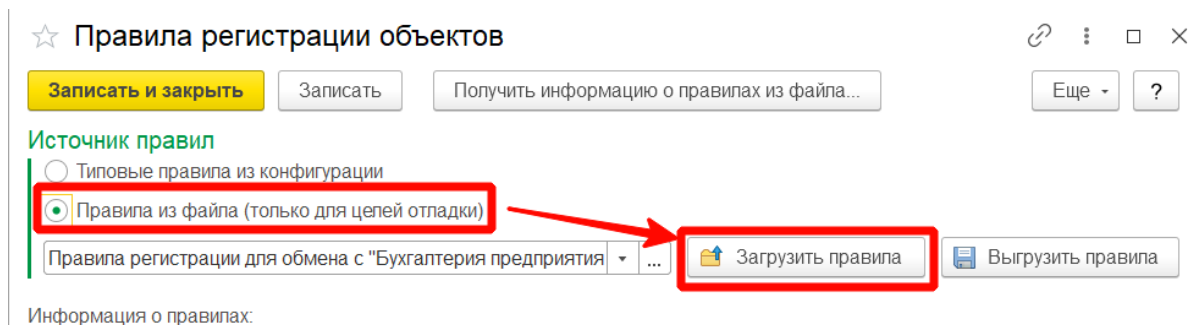 Правила регистрации объектов
Записать и закрыть Записать Получить информацию о правилах из файла... Еще ?
Источник правил
Типовые правила из конфигурации
Правила из файла (только для целей отладки)
Правила регистрации для обмена с "Бухгалтерия предприятия ... Загрузить правила Выгрузить правила
Информация о правилах: